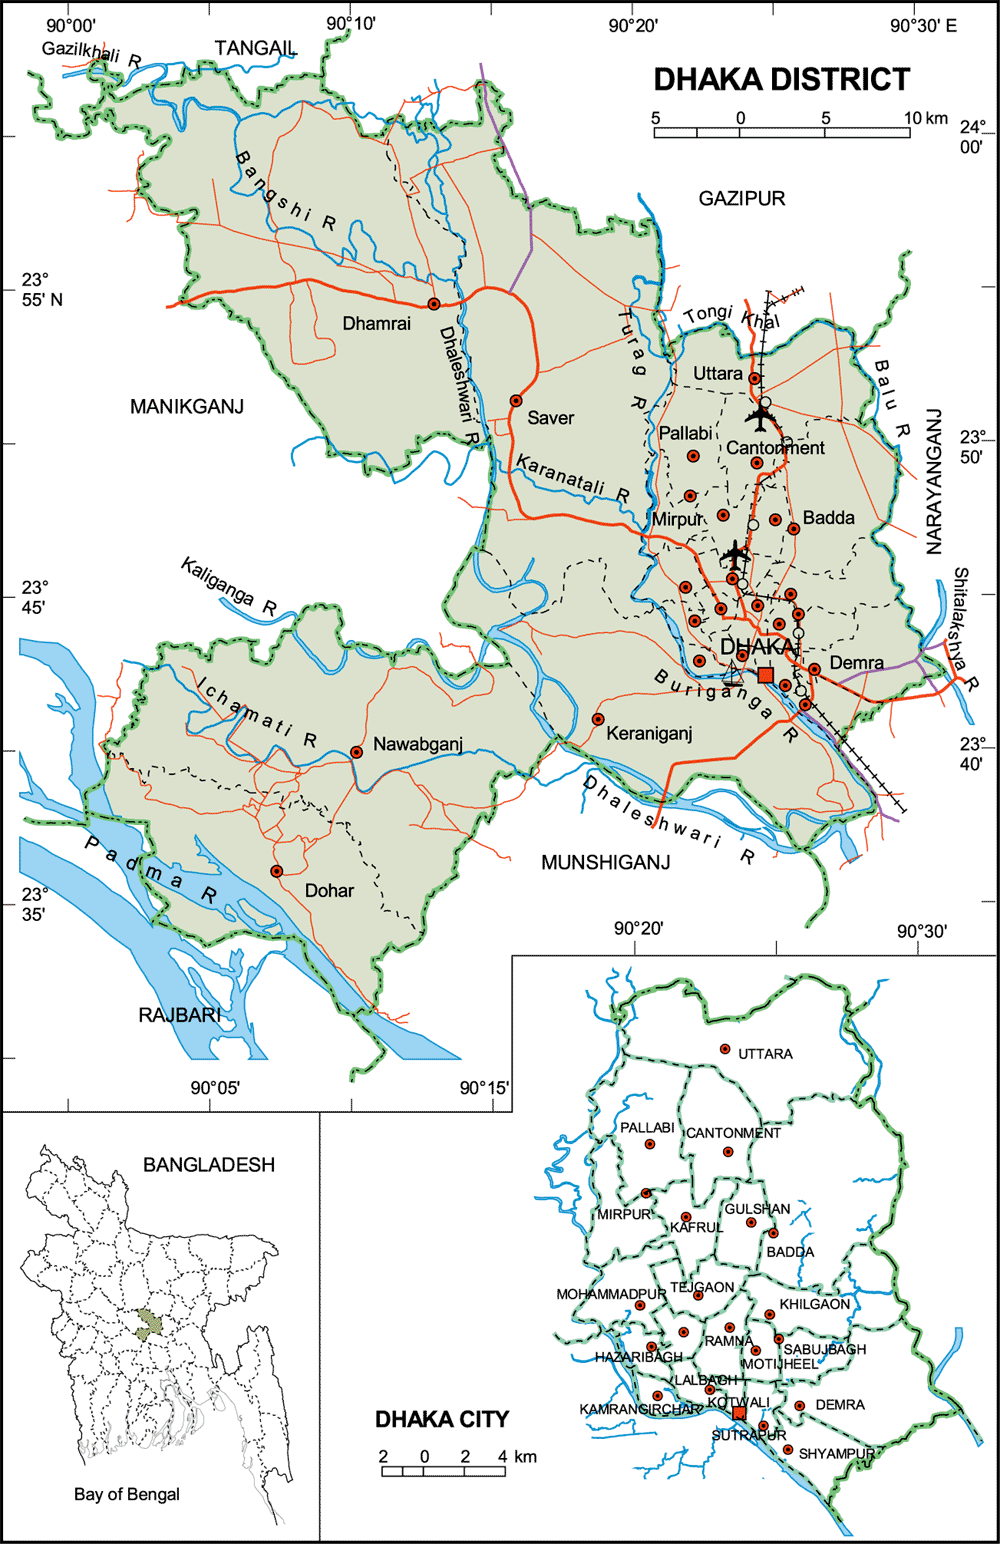 90°00'
90°10'
90°20'
90°30' E
Gazilkhali R
TANGAIL
DHAKA DISTRICT
5 0 5 10 km
24°
00'
GAZIPUR
Bangshi R
23°
55' N
Dhamrai
Dhaleshwari R
Turag R
Tongi Khal
Uttara
Balu R
MANIKGANJ
Saver
Pallabi
Cantonment
23°
50'
NARAYANGANJ
Karanatali R
Mirpur
Badda
Kaliganga R
23°
45'
Shitalakshya R
DHAKA
Demra
Buriganga R
Ichamati R
Nawabganj
Keraniganj
23°
40'
Dhaleshwari R
Padma R
MUNSHIGANJ
Dohar
23°
35'
RAJBARI
90°20'
90°30'
90°05'
90°15'
UTTARA
PALLABI
CANTONMENT
MIRPUR
KAFRUL
GULSHAN
BADDA
MOHAMMADPUR
TEJGAON
KHILGAON
HAZARIBAGH
RAMNA
SABUJBAGH
MOTIJHEEL
LALBAGH
KAMRANGIRCHAR
KOTWALI
DEMRA
SUTRAPUR
SHYAMPUR
BANGLADESH
Bay of Bengal
DHAKA CITY
2 0 2 4 km